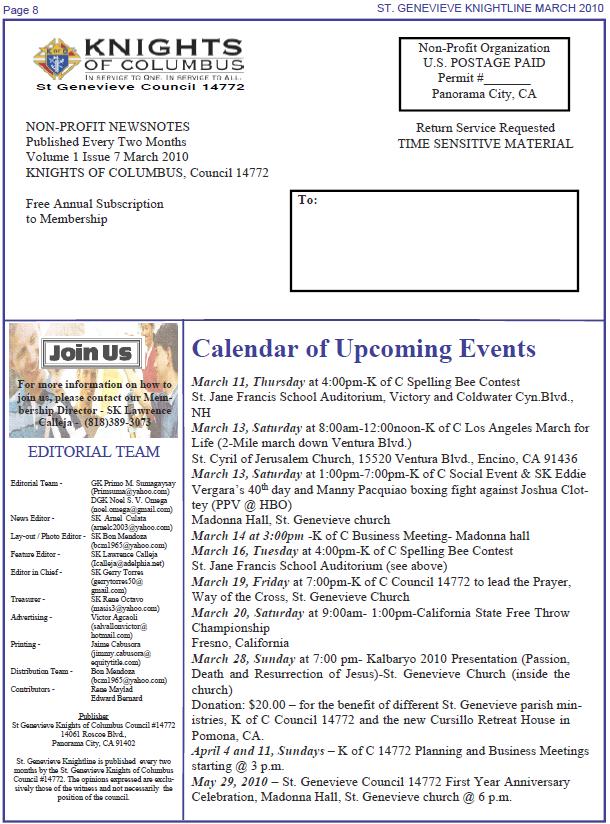 Page 8
ST. GENEVIEVE KNIGHTLINE MARCH 2010
K of C
KNIGHTS
OF COLUMBUS
IN SERVICE TO ONE. IN SERVICE TO ALL.
St Genevieve Council 14772
Non-Profit Organization
U.S. POSTAGE PAID
Permit #_______
Panorama City, CA
NON-PROFIT NEWSNOTES
Published Every Two Months
Volume 1 Issue 7 March 2010
KNIGHTS OF COLUMBUS, Council 14772
Return Service Requested
TIME SENSITIVE MATERIAL
Free Annual Subscription
to Membership
To:
Join Us
For more information on how to
join us, please contact our Mem-
bership Director - SK Lawrence
Calleja - (818)389-3073
EDITORIAL TEAM
Editorial Team - GK Primo M. Sumagaysay
(Primsuma@yahoo.com)
DGK Noel S. V. Omega
(noel.omega@gmail.com)
News Editor - SK Arnel Culata
(arnelc2003@yahoo.com)
Lay-out / Photo Editor - SK Bon Mendoza
(bcm1965@yahoo.com)
Feature Editor - SK Lawrence Calleja
(lcalleja@adelphia.net)
Editor in Chief - SK Gerry Torres
(gerrytorres50@
gmail.com)
Treasurer - SK Rene Octavo
(masis3@yahoo.com)
Advertising - Victor Agcaoli
(salvallonvictor@
hotmail.com)
Printing - Jaime Cabusora
(jimmy.cabusora@
equitytitle.com)
Distribution Team - Bon Mendoza
(bcm1965@yahoo.com)
Contributors - Rene Maylad
Edward Bernard
Publisher
St Genevieve Knights of Columbus Council #14772
14061 Roscoe Blvd.,
Panorama City, CA 91402
St. Genevieve Knightline is published every two
months by the St. Genevieve Knights of Columbus
Council #14772. The opinions expressed are exclu-
sively those of the witness and not necessarily the
position of the council.
Calendar of Upcoming Events
March 11, Thursday at 4:00pm-K of C Spelling Bee Contest
St. Jane Francis School Auditorium, Victory and Coldwater Cyn.Blvd.,
NH
March 13, Saturday at 8:00am-12:00noon-K of C Los Angeles March for
Life (2-Mile march down Ventura Blvd.)
St. Cyril of Jerusalem Church, 15520 Ventura Blvd., Encino, CA 91436
March 13, Saturday at 1:00pm-7:00pm-K of C Social Event & SK Eddie
Vergara's 40th day and Manny Pacquiao boxing fight against Joshua Clot-
tey (PPV @ HBO)
Madonna Hall, St. Genevieve church
March 14 at 3:00pm -K of C Business Meeting- Madonna hall
March 16, Tuesday at 4:00pm-K of C Spelling Bee Contest
St. Jane Francis School Auditorium (see above)
March 19, Friday at 7:00pm-K of C Council 14772 to lead the Prayer,
Way of the Cross, St. Genevieve Church
March 20, Saturday at 9:00am- 1:00pm-California State Free Throw
Championship
Fresno, California
March 28, Sunday at 7:00 pm- Kalbaryo 2010 Presentation (Passion,
Death and Resurrection of Jesus)-St. Genevieve Church (inside the
church)
Donation: $20.00 – for the benefit of different St. Genevieve parish min-
istries, K of C Council 14772 and the new Cursillo Retreat House in
Pomona, CA.
April 4 and 11, Sundays – K of C 14772 Planning and Business Meetings
starting @ 3 p.m.
May 29, 2010 – St. Genevieve Council 14772 First Year Anniversary
Celebration, Madonna Hall, St. Genevieve church @ 6 p.m.